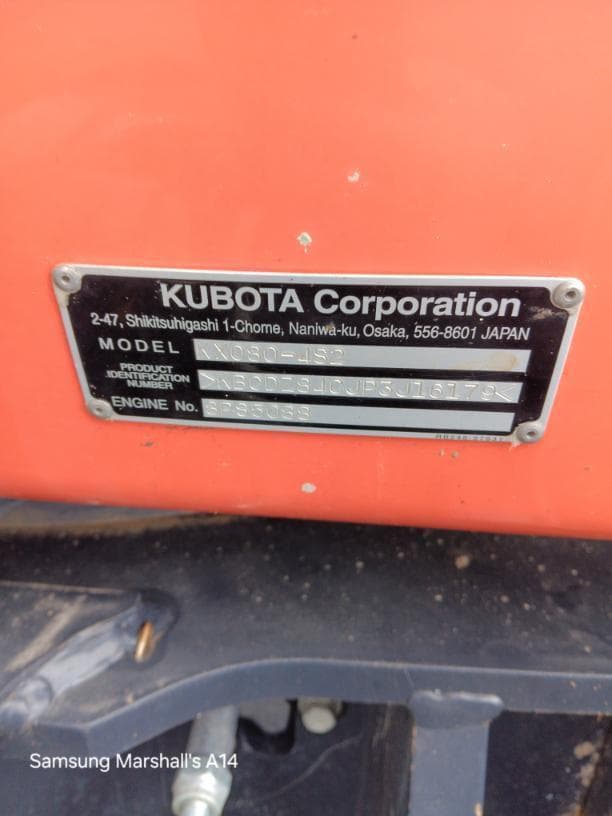 KUBOTA Corporation
2-47, Shikitsuhigashi 1-Chome, Naniwa-ku, Osaka, 556-8601 JAPAN
MODEL KX080-4S2
PRODUCT
IDENTIFICATION
NUMBER
ENGINE No.
Samsung Marshall's A14